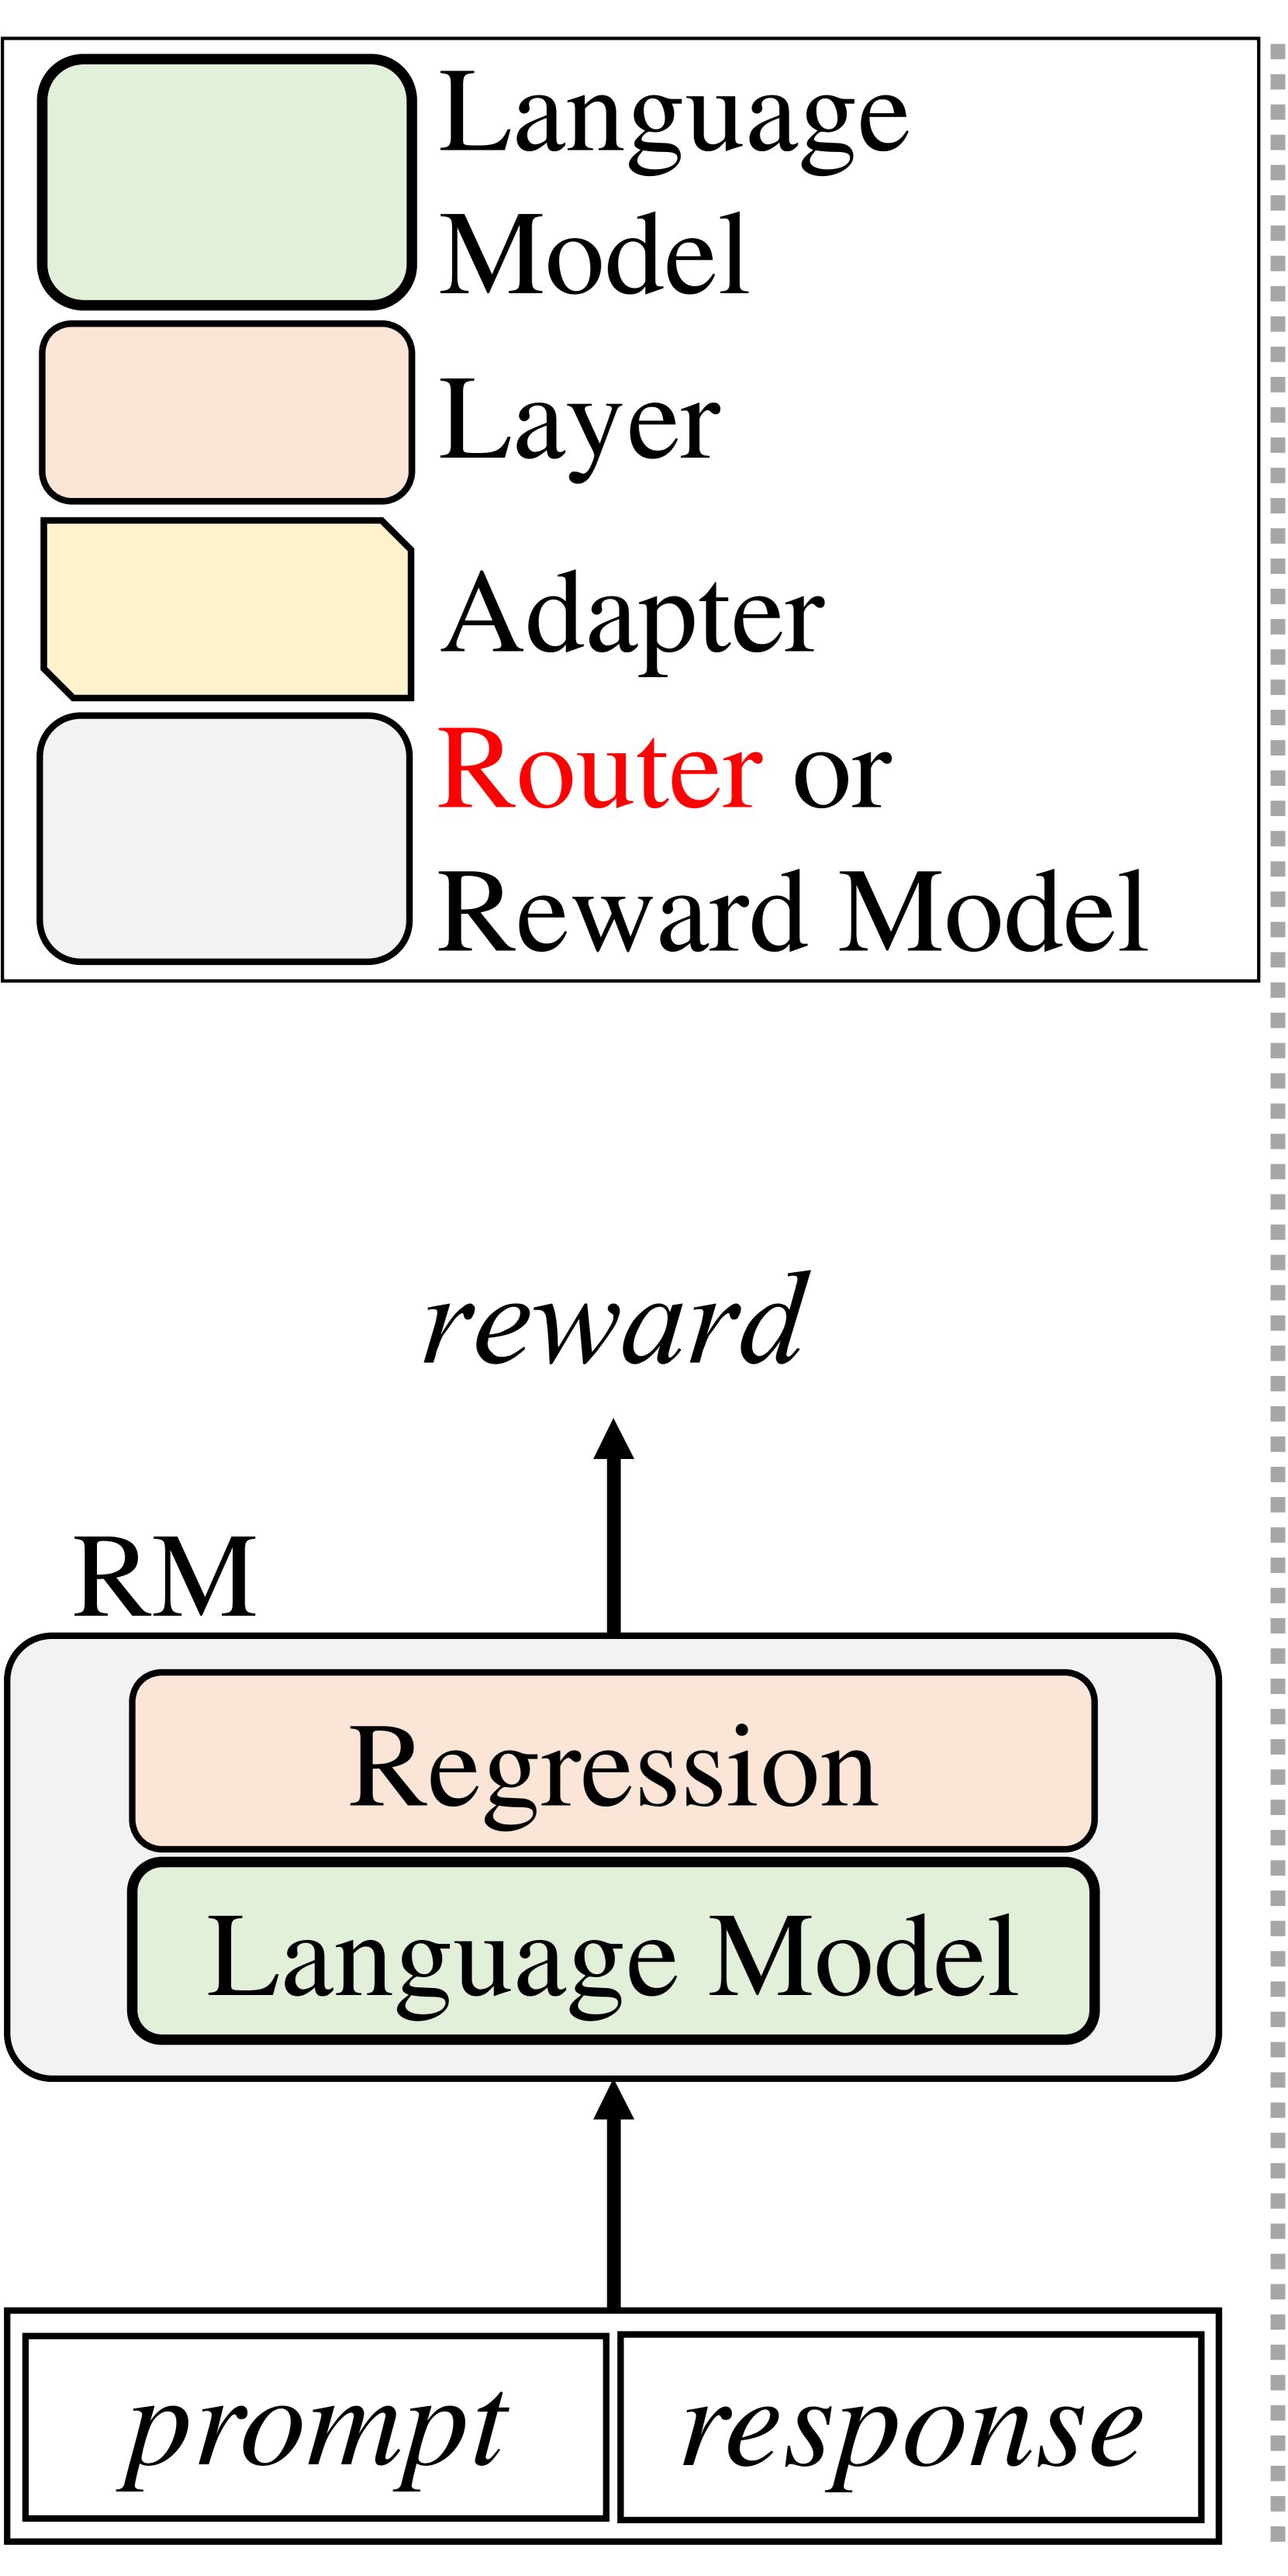 Language
Model
Layer
Adapter
Router or
Reward Model
reward
RM
Regression
Language Model
prompt response